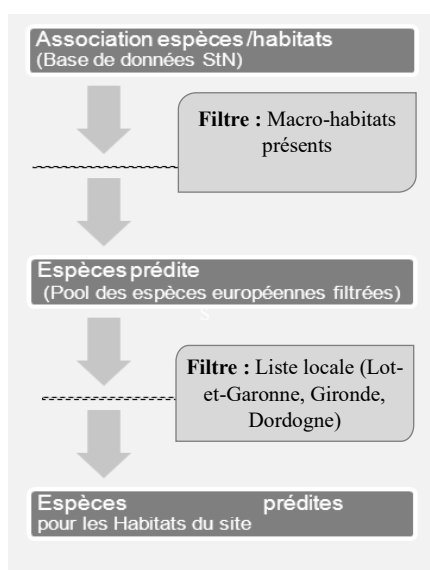 Association espèces/habitats
(Base de données StN)
Filtre : Macro-habitats
présents
Espèces prédite
(Pool des espèces européennes filtrées)
s
Filtre : Liste locale (Lot-
et-Garonne, Gironde,
Dordogne)
Espèces prédites
pour les Habitats du site